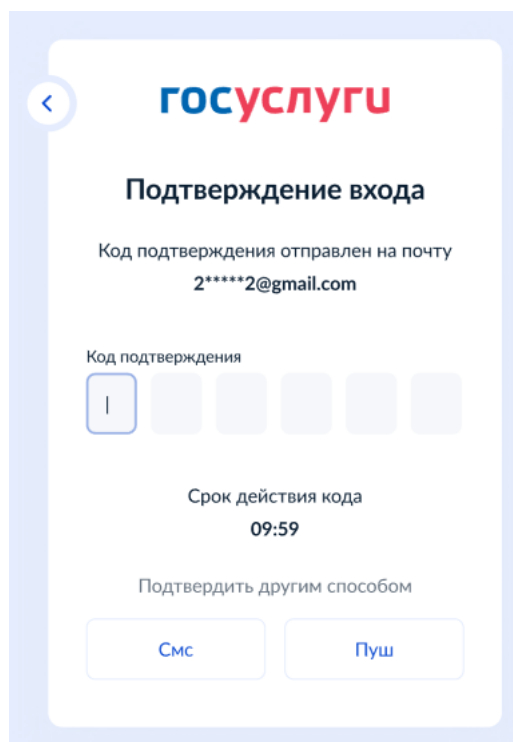 госуслуги
Подтверждение входа
Код подтверждения отправлен на почту
2*****2@gmail.com
Код подтверждения
Срок действия кода
09:59
Подтвердить другим способом
Смс
Пуш